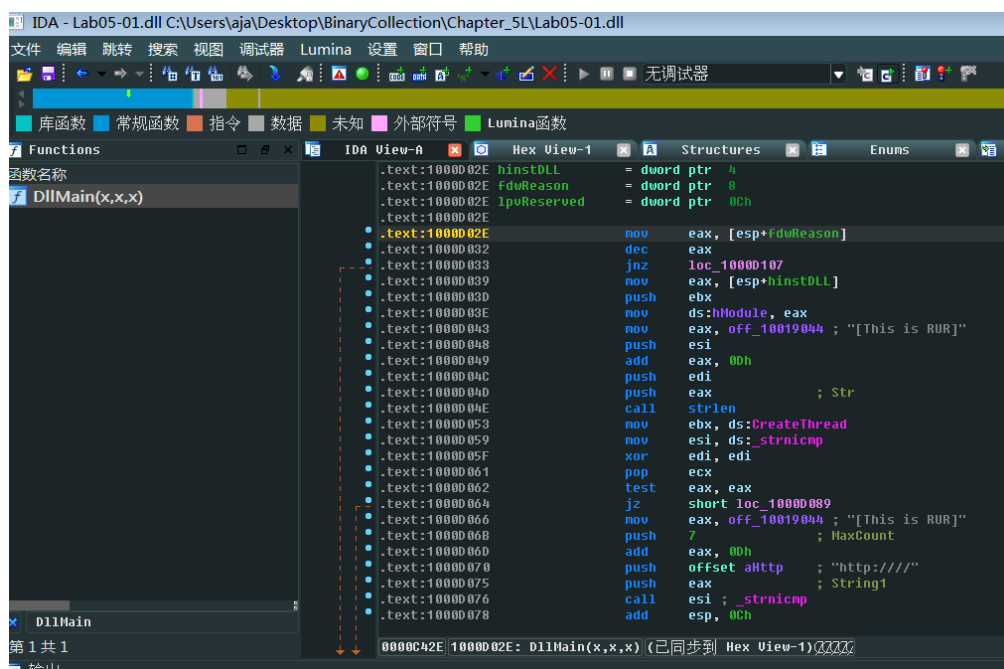 IDA - Lab05-01.dll C:\Users\aja\Desktop\BinaryCollection\Chapter_5L\Lab05-01.dll
文件 编辑 跳转 搜索 视图 调试器 Lumina 设置 窗口 帮助
无调试器
库函数 常规函数 指令 数据 未知 外部符号 Lumina函数
Functions IDA View-A Hex View-1 Structures Enums
函数名称
DllMain(x,x,x)
.text:1000D02E hinstDLL = dword ptr 4
.text:1000D02E fdwReason = dword ptr 8
.text:1000D02E lpvReserved = dword ptr 0Ch
.text:1000D02E
.text:1000D02E mov eax, [esp+fdwReason]
.text:1000D032 dec eax
.text:1000D033 jnz loc_1000D107
.text:1000D039 mov eax, [esp+hinstDLL]
.text:1000D03D push ebx
.text:1000D03E mov ds:hModule, eax
.text:1000D043 mov eax, off_10019044 ; "[This is RUR]"
.text:1000D048 push esi
.text:1000D049 add eax, 0Dh
.text:1000D04C push edi
.text:1000D04D push eax ; Str
.text:1000D04E call strlen
.text:1000D053 mov ebx, ds:CreateThread
.text:1000D059 mov esi, ds:_strnicmp
.text:1000D05F xor edi, edi
.text:1000D061 pop ecx
.text:1000D062 test eax, eax
.text:1000D064 jz short loc_1000D089
.text:1000D066 mov eax, off_10019044 ; "[This is RUR]"
.text:1000D06B push 7 ; MaxCount
.text:1000D06D add eax, 0Dh
.text:1000D070 push offset aHttp ; "http:////"
.text:1000D075 push eax ; String1
.text:1000D076 call esi ; _strnicmp
.text:1000D078 add esp, 0Ch
DllMain
第 1 共 1
0000C42E 1000D02E: DllMain(x,x,x) (已同步到 Hex View-1)
输出